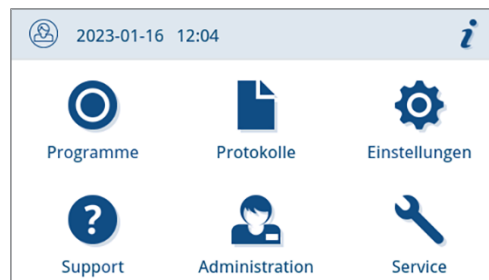 2023-01-16 12:04 i
Programme Protokolle Einstellungen
?
Support Administration Service